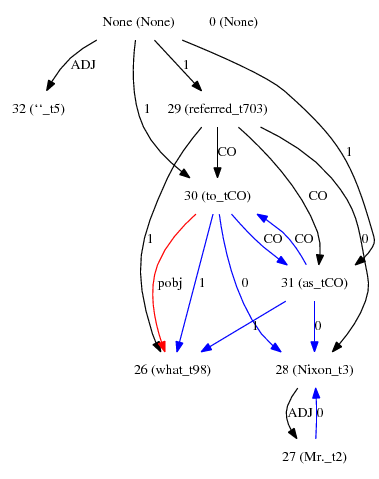 None (None) 0 (None)
ADJ 1
32 (``_t5) 1 29 (referred_t703)
CO 1
30 (to_tCO) CO
1 CO CO 0
pobj 1 0 31 (as_tCO)
1 0
26 (what_t98) 28 (Nixon_t3)
ADJ 0
27 (Mr._t2)